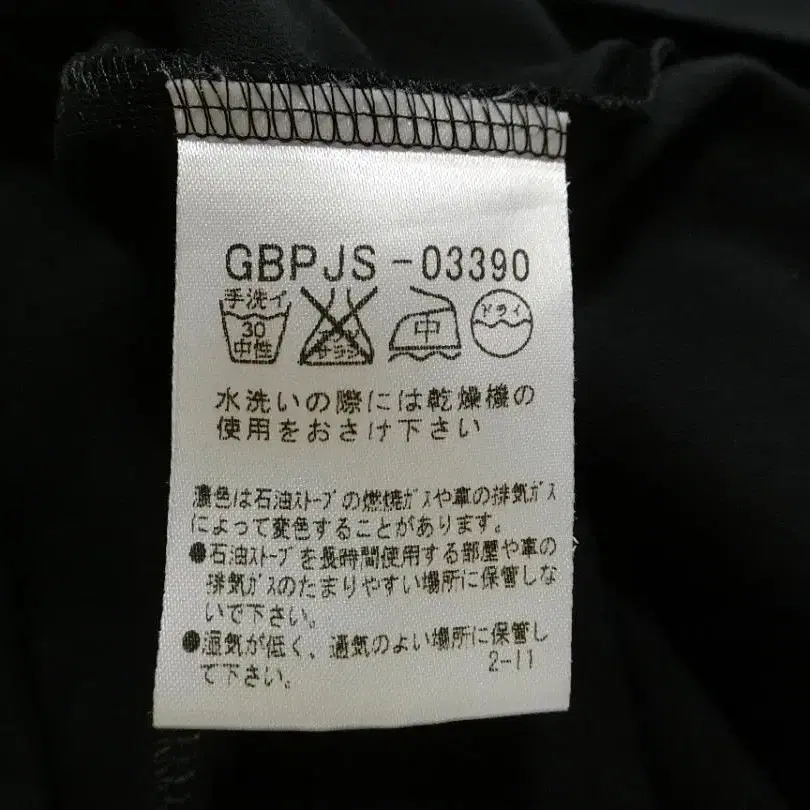 GBPJS-03390
手洗イ
30
中性
エンソ
サラシ
中
ドライ
水洗いの際には乾燥機の
使用をおさけ下さい
濃色は石油ストーブの燃焼ガスや車の排気ガス
によって変色することがあります。
●石油ストーブを長時間使用する部屋や車の
排気ガスのたまりやすい場所に保管しな
いで下さい。
●湿気が低く、通気のよい場所に保管し
て下さい。
2-11